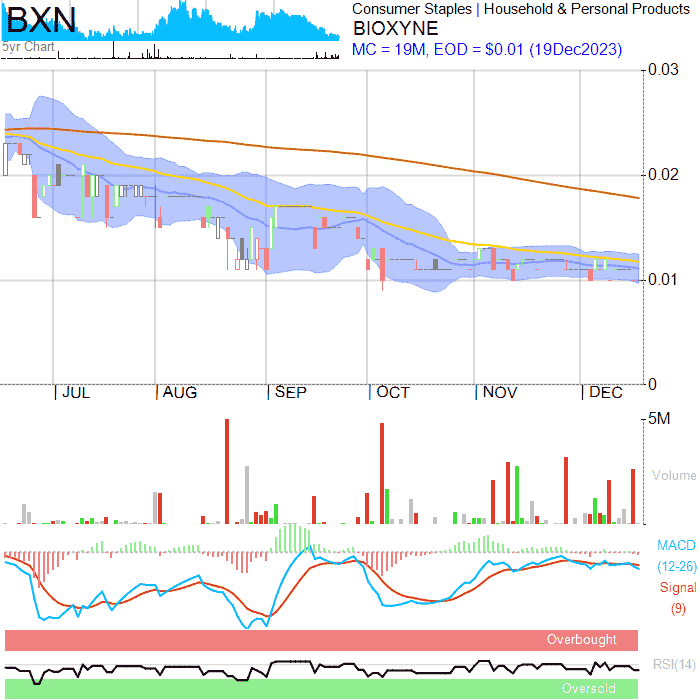 BXN
5yr Chart
Consumer Staples | Household & Personal Products
BIOXYNE
MC = 19M, EOD = $0.01 (19Dec2023)
0.03
0.02
0.01
0
JUL
AUG
SEP
OCT
NOV
DEC
5M
Volume
0
MACD
(12-26)
Signal
(9)
Overbought
RSI(14)
Oversold